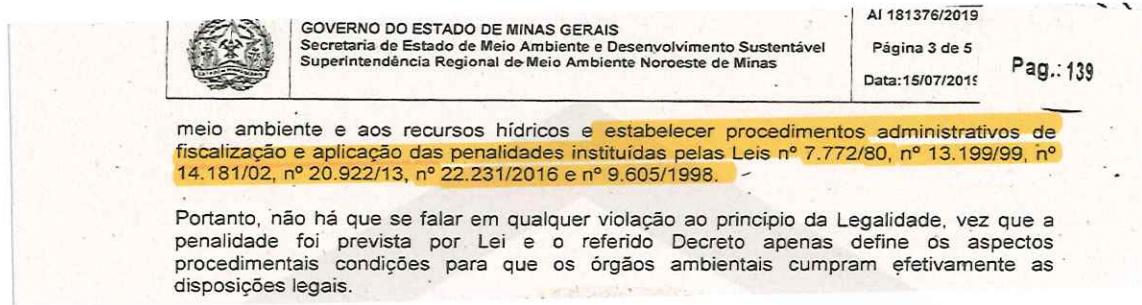 GOVERNO DO ESTADO DE MINAS GERAIS
Secretaria de Estado de Meio Ambiente e Desenvolvimento Sustentável
Superintendência Regional de Meio Ambiente Noroeste de Minas
AI 181376/2019
Página 3 de 5
Data:15/07/2019
Pag.: 139
meio ambiente e aos recursos hídricos e estabelecer procedimentos administrativos de
fiscalização e aplicação das penalidades instituídas pelas Leis nº 7.772/80, nº 13.199/99, nº
14.181/02, nº 20.922/13, nº 22.231/2016 e nº 9.605/1998.
Portanto, não há que se falar em qualquer violação ao princípio da Legalidade, vez que a
penalidade foi prevista por Lei e o referido Decreto apenas define os aspectos
procedimentais condições para que os órgãos ambientais cumpram efetivamente as
disposições legais.